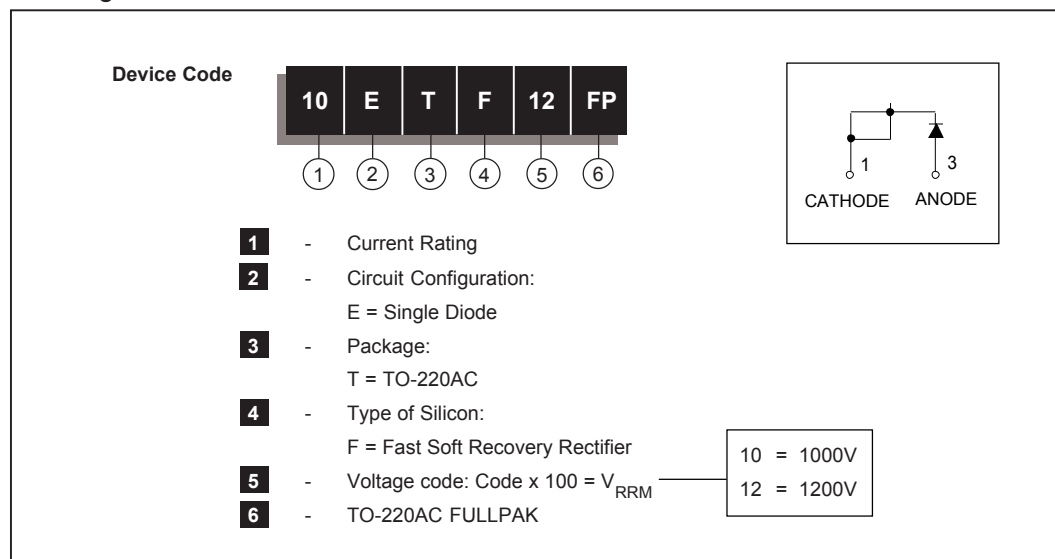 Device Code
10 E T F 12 FP
1 2 3 4 5 6
1 3
CATHODE ANODE
1 - Current Rating
2 - Circuit Configuration:
E = Single Diode
3 - Package:
T = TO-220AC
4 - Type of Silicon:
F = Fast Soft Recovery Rectifier
5 - Voltage code: Code x 100 = VRRM
10 = 1000V
12 = 1200V
6 - TO-220AC FULLPAK